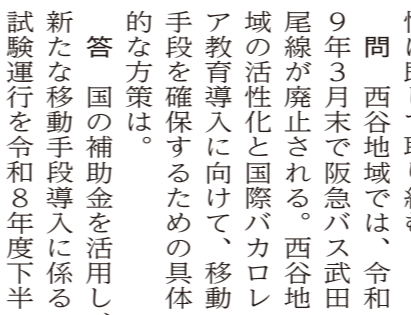 問　西谷地域では、令和
９年３月末で阪急バス武田
尾線が廃止される。西谷地
域の活性化と国際バカロレ
ア教育導入に向けて、移動
手段を確保するための具体
的な方策は。
答　国の補助金を活用し、
新たな移動手段導入に係る
試験運行を令和８年度下半